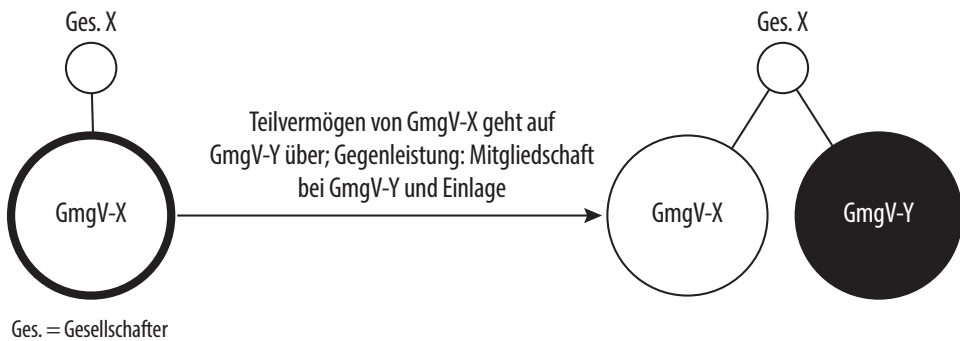 Ges. X
GmgV-X
Teilvermögen von GmgV-X geht auf
GmgV-Y über; Gegenleistung: Mitgliedschaft
bei GmgV-Y und Einlage
Ges. X
GmgV-X
GmgV-Y
Ges. = Gesellschafter